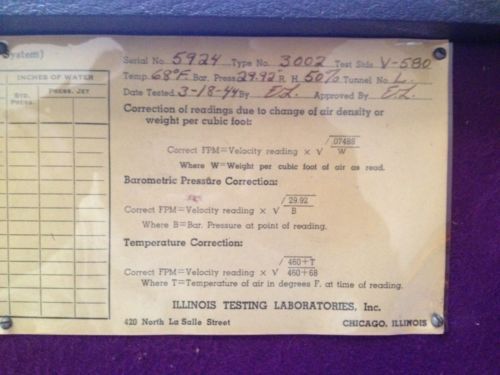 System)
INCHES OF WATER
STD. PRESS.
PRESS. JET
Serial No. 5924 Type No. 3002 Test Stds V-580
Temp. 68°F. Bar. Press. 29.92 R. H. 50% Tunnel No. L.
Date Tested 3-18-44 By E.L. Approved By E.L.
Correction of readings due to change of air density or
weight per cubic foot:
Correct FPM=Velocity reading × √ .07488
W
Where W=Weight per cubic foot of air as read.
Barometric Pressure Correction:
Correct FPM=Velocity reading × √ 29.92
B
Where B=Bar. Pressure at point of reading.
Temperature Correction:
Correct FPM=Velocity reading × √ 460+T
460+68
Where T=Temperature of air in degrees F. at time of reading.
ILLINOIS TESTING LABORATORIES, Inc.
420 North La Salle Street CHICAGO, ILLINOIS